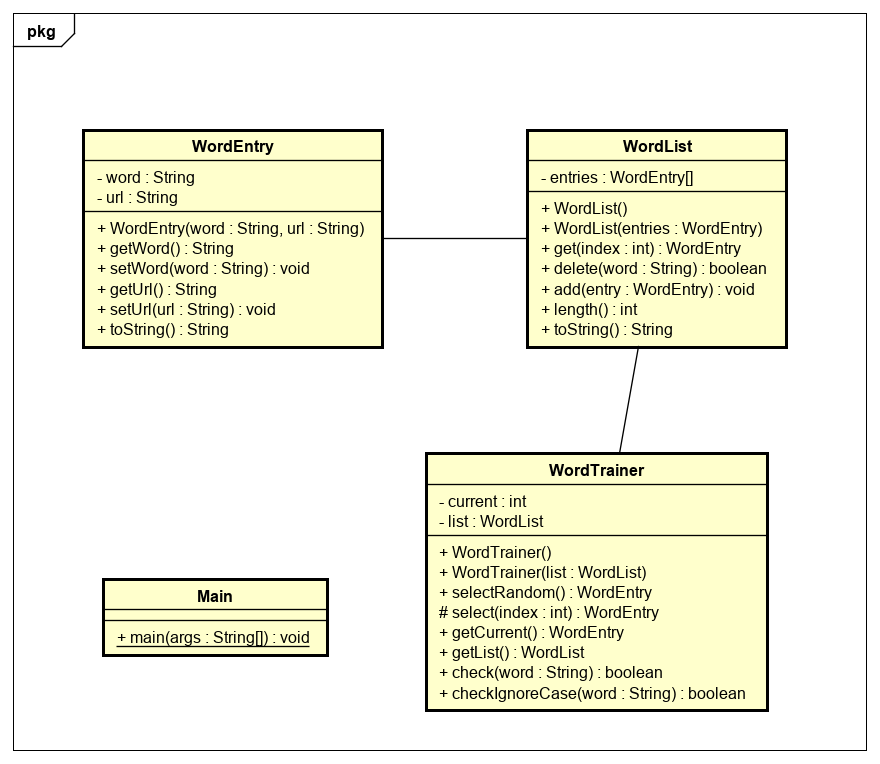 pkg
WordEntry
- word : String
- url : String
+ WordEntry(word : String, url : String)
+ getWord() : String
+ setWord(word : String) : void
+ getUrl() : String
+ setUrl(url : String) : void
+ toString() : String
WordList
- entries : WordEntry[]
+ WordList()
+ WordList(entries : WordEntry)
+ get(index : int) : WordEntry
+ delete(word : String) : boolean
+ add(entry : WordEntry) : void
+ length() : int
+ toString() : String
WordTrainer
- current : int
- list : WordList
+ WordTrainer()
+ WordTrainer(list : WordList)
+ selectRandom() : WordEntry
# select(index : int) : WordEntry
+ getCurrent() : WordEntry
+ getList() : WordList
+ check(word : String) : boolean
+ checkIgnoreCase(word : String) : boolean
Main
+ main(args : String[]) : void